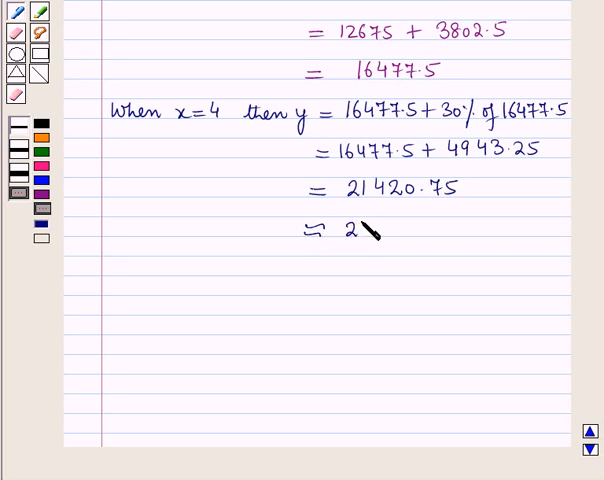 = 12675 + 3802.5
= 16477.5
When x=4 then y = 16477.5 + 30% of 16477.5
= 16477.5 + 4943.25
= 21420.75
≈ 2